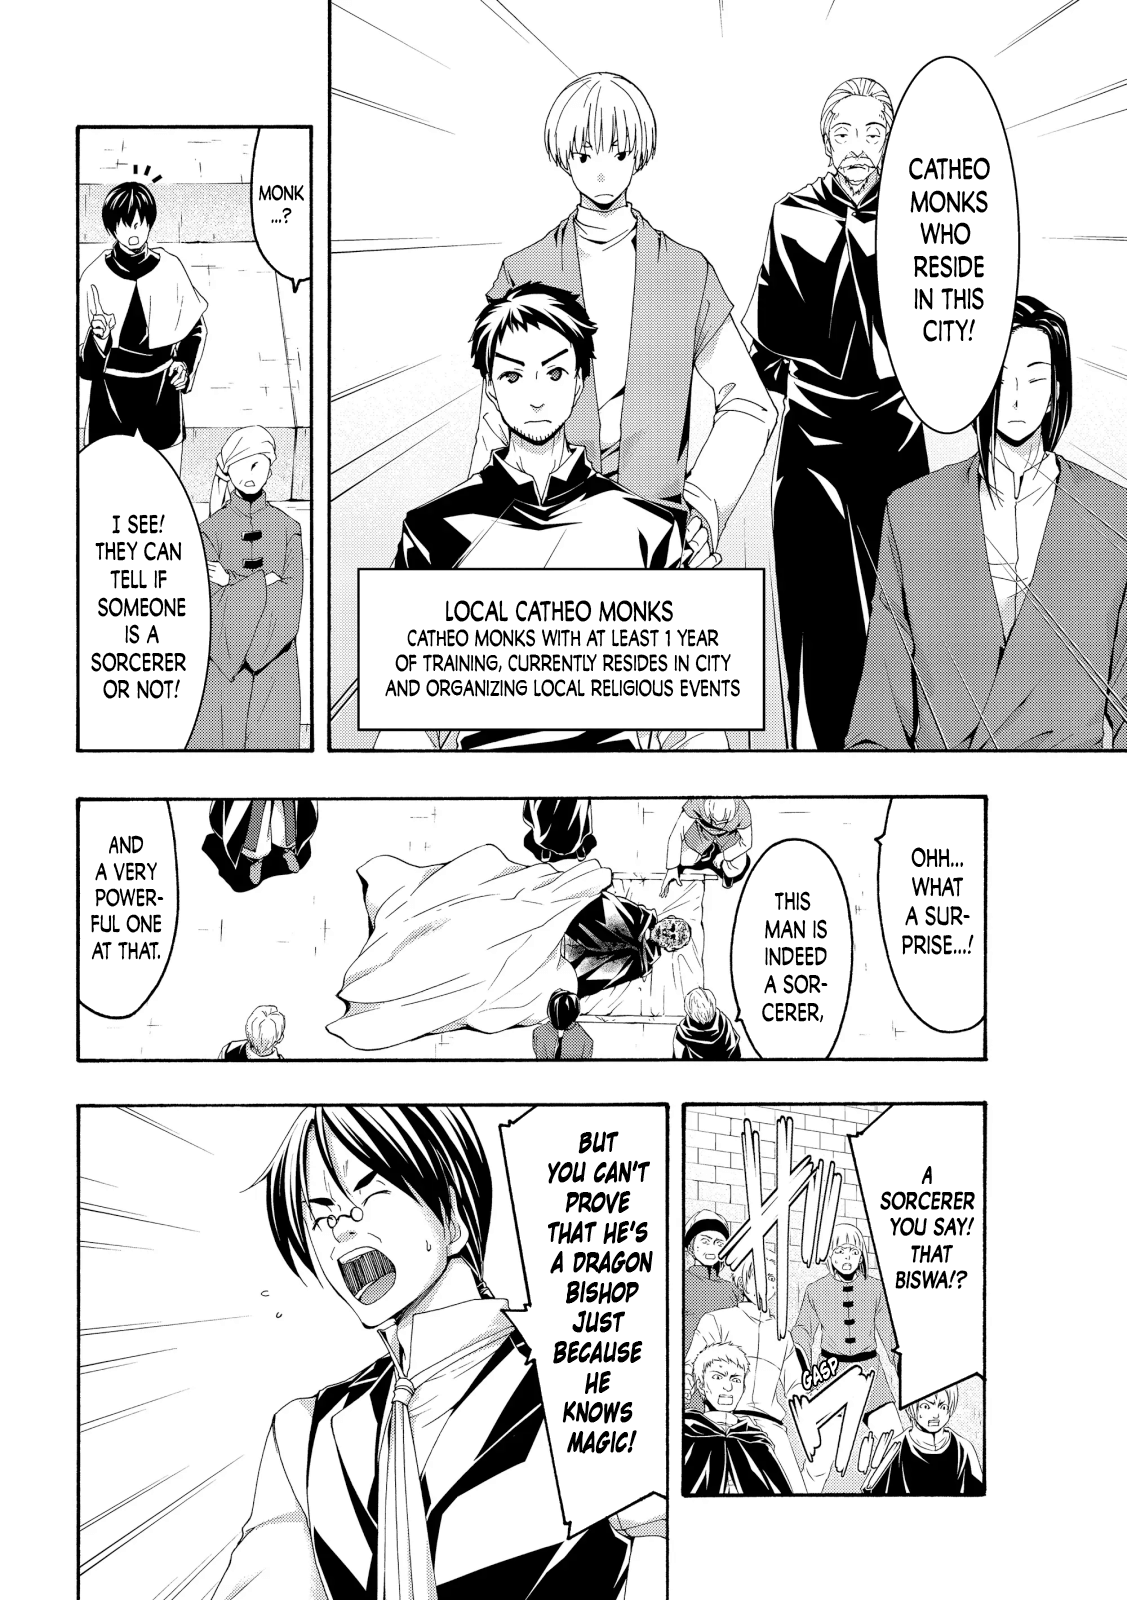 CATHEO
MONKS
WHO
RESIDE
IN THIS
CITY!
LOCAL CATHEO MONKS
CATHEO MONKS WITH AT LEAST 1 YEAR
OF TRAINING, CURRENTLY RESIDES IN CITY
AND ORGANIZING LOCAL RELIGIOUS EVENTS
MONK
...?
I SEE!
THEY CAN
TELL IF
SOMEONE
IS A
SORCERER
OR NOT!
OHH...
WHAT
A SUR-
PRISE...!
THIS
MAN IS
INDEED
A SOR-
CERER,
AND
A VERY
POWER-
FUL ONE
AT THAT.
A
SORCERER
YOU SAY!
THAT
BISWA!?
GASP
BUT
YOU CAN'T
PROVE
THAT HE'S
A DRAGON
BISHOP
JUST
BECAUSE
HE
KNOWS
MAGIC!